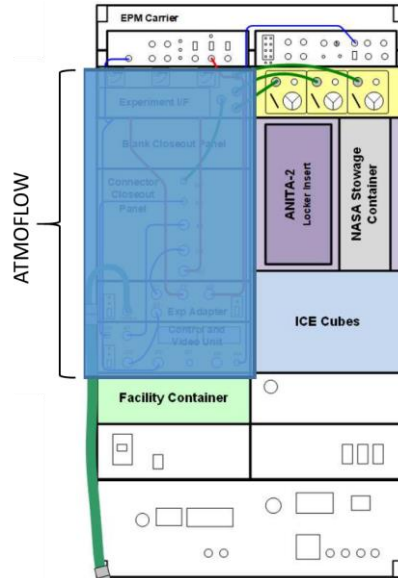 EPM Carrier
Experiment I/F
Blank Closeout Panel
Connector
Closeout
Panel
Exp Adapter
Control and
Video Unit
ATMOFLOW
ANITA-2
Locker Insert
NASA Stowage
Container
ICE Cubes
Facility Container